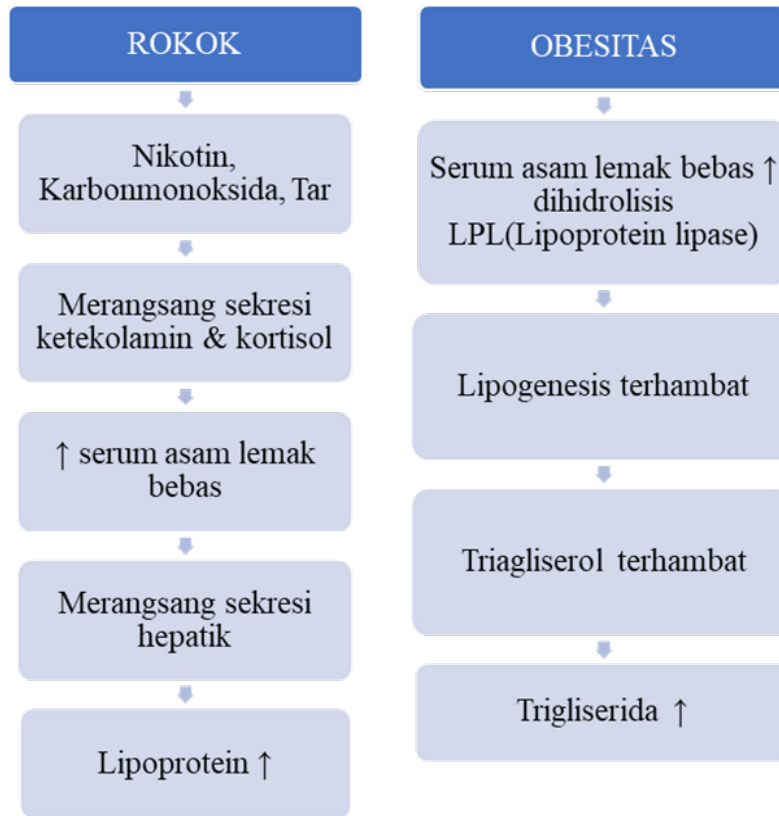 ROKOK
Nikotin,
Karbonmonoksida, Tar
Merangsang sekresi
ketekolamin & kortisol
↑ serum asam lemak
bebas
Merangsang sekresi
hepatik
Lipoprotein ↑
OBESITAS
Serum asam lemak bebas ↑
dihidrolisis
LPL(Lipoprotein lipase)
Lipogenesis terhambat
Triagliserol terhambat
Trigliserida ↑